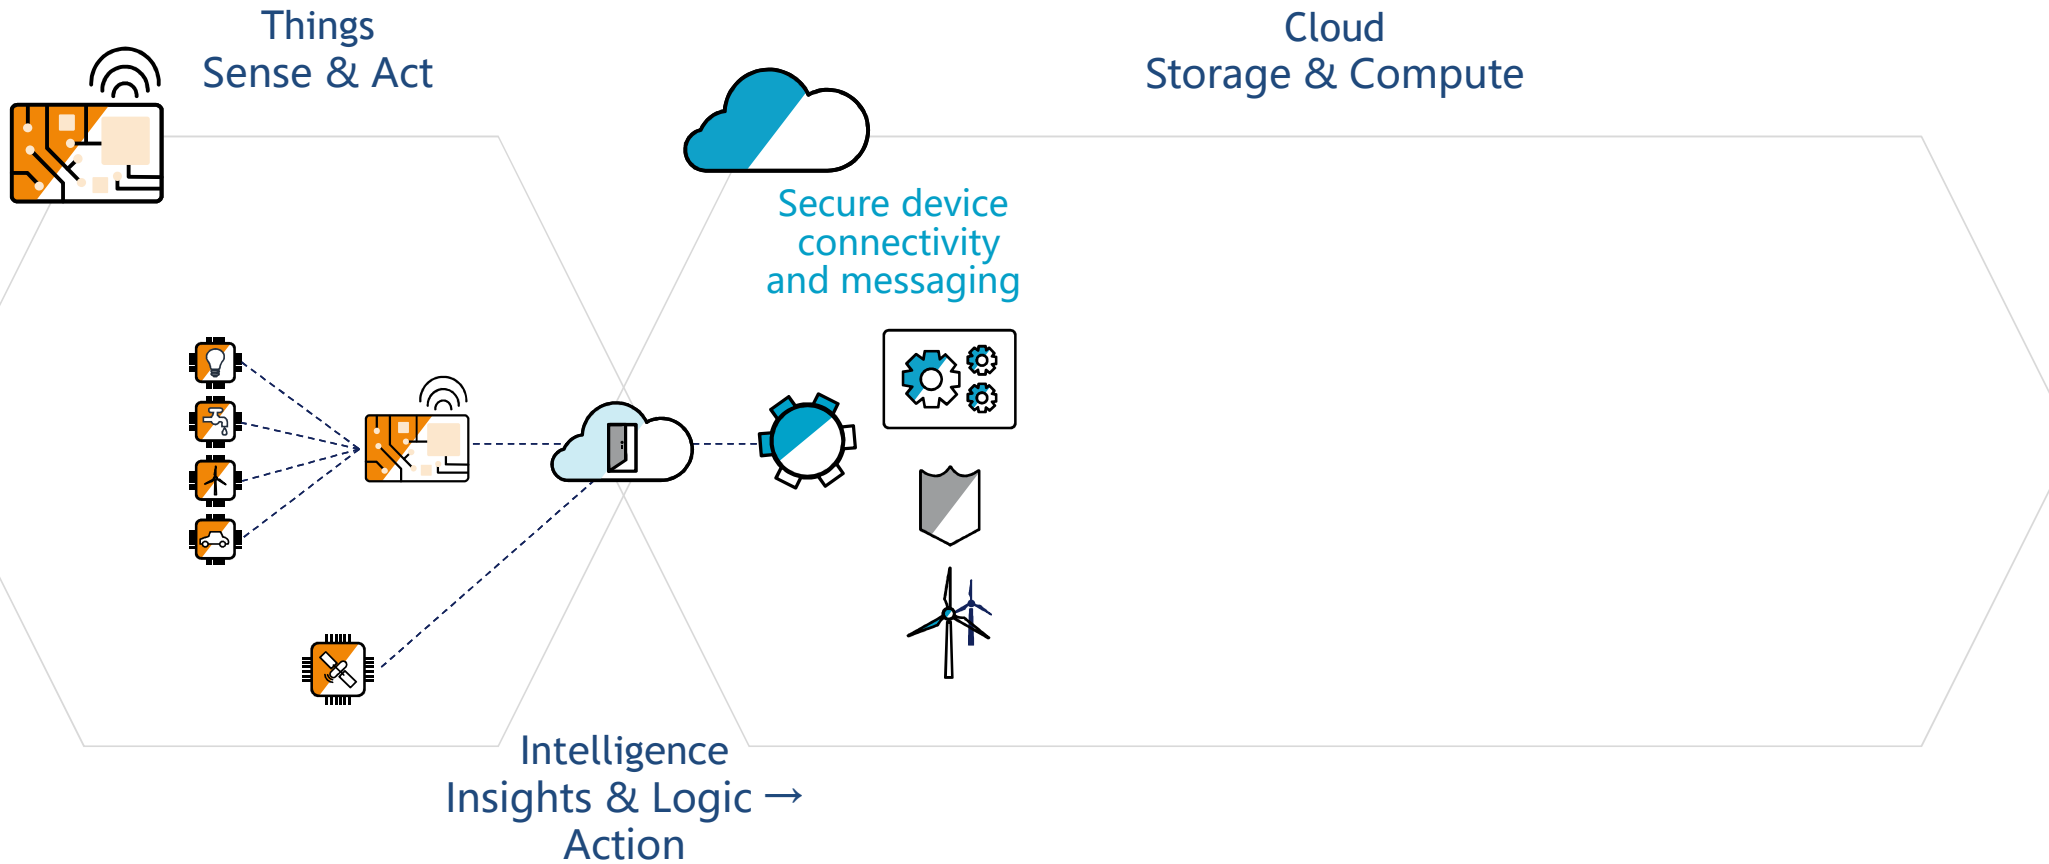 Things
Sense & Act
Cloud
Storage & Compute
Secure device
connectivity
and messaging
Intelligence
Insights & Logic →
Action